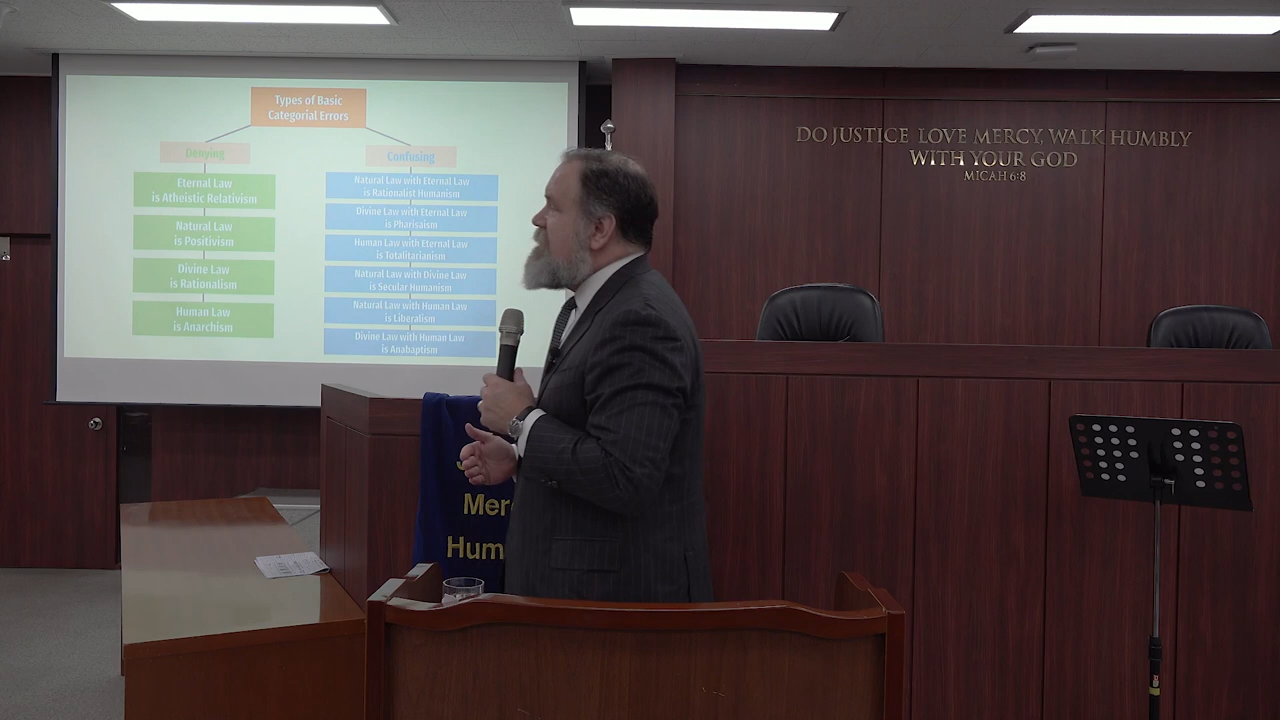 Types of Basic
Categorial Errors
Denying
Eternal Law
is Atheistic Relativism
Natural Law
is Positivism
Divine Law
is Rationalism
Human Law
is Anarchism
Confusing
Natural Law with Eternal Law
is Rationalist Humanism
Divine Law with Eternal Law
is Pharisaism
Human Law with Eternal Law
is Totalitarianism
Natural Law with Divine Law
is Secular Humanism
Natural Law with Human Law
is Liberalism
Divine Law with Human Law
is Anabaptism
DO JUSTICE LOVE MERCY, WALK HUMBLY
WITH YOUR GOD
MICAH 6:8
Mer
Hum